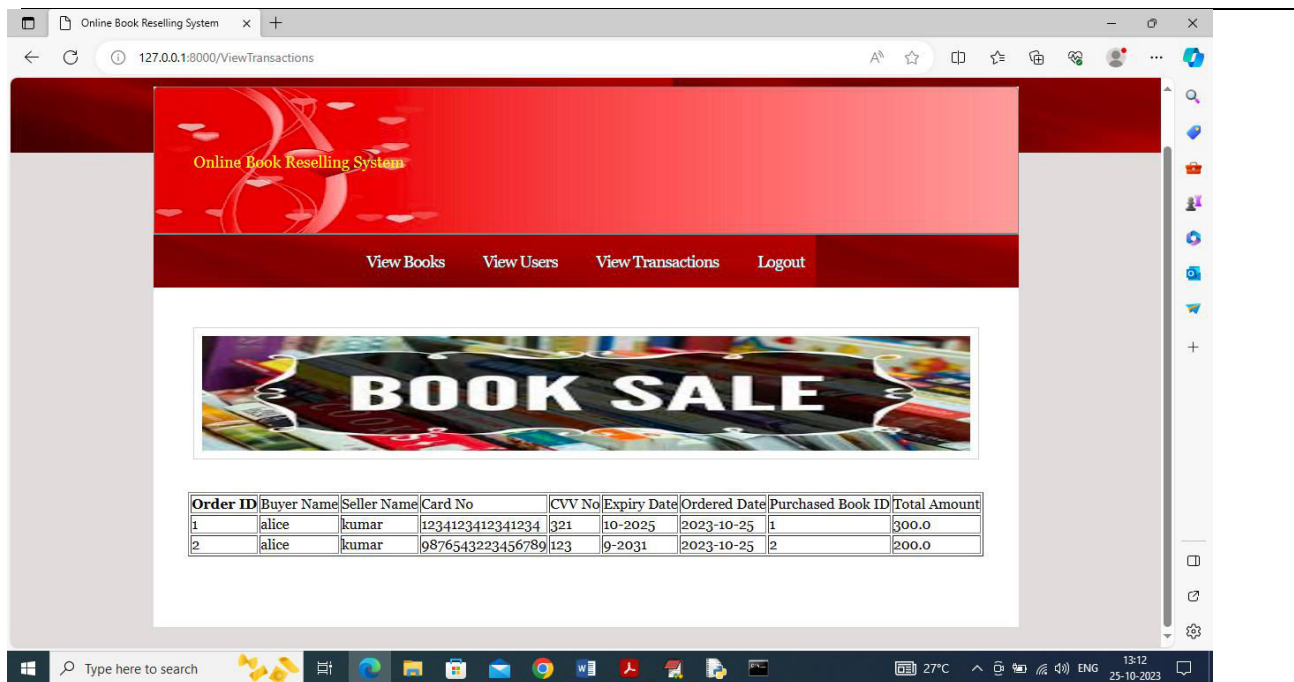 Online Book Reselling System
127.0.0.1:8000/ViewTransactions
Online Book Reselling System
View Books View Users View Transactions Logout
BOOK SALE
Order ID Buyer Name Seller Name Card No CVV No Expiry Date Ordered Date Purchased Book ID Total Amount
1 alice kumar 1234123412341234 321 10-2025 2023-10-25 1 300.0
2 alice kumar 9876543223456789 123 9-2031 2023-10-25 2 200.0
Type here to search 27°C ENG 13:12
25-10-2023